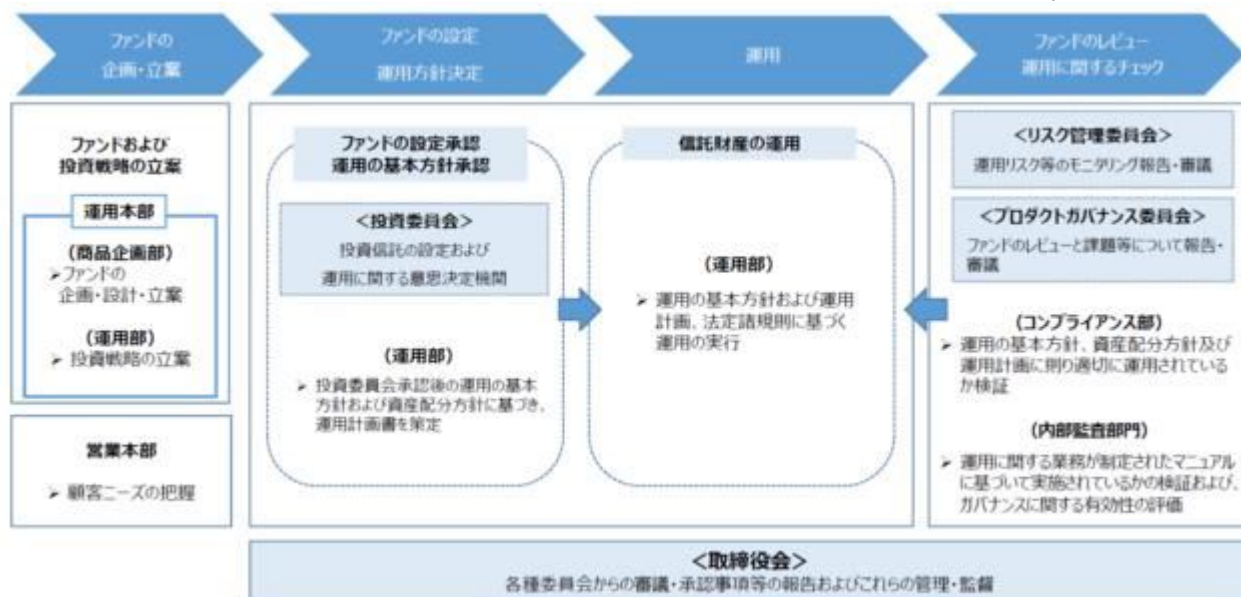 ファンドの
企画・立案
ファンドの設定
運用方針決定
運用
ファンドのレビュー
運用に関するチェック
ファンドおよび
投資戦略の立案
運用本部
(商品企画部)
➢ファンドの
企画・設計・立案
(運用部)
➢ 投資戦略の立案
営業本部
➢ 顧客ニーズの把握
ファンドの設定承認
運用の基本方針承認
<投資委員会>
投資信託の設定および
運用に関する意思決定機関
(運用部)
➢ 投資委員会承認後の運用の基本
方針および資産配分方針に基づき、
運用計画書を策定
信託財産の運用
(運用部)
➢ 運用の基本方針および運用
計画、法定諸規則に基づく
運用の実行
<リスク管理委員会>
運用リスク等のモニタリング報告・審議
<プロダクトガバナンス委員会>
ファンドのレビューと課題等について報告・
審議
(コンプライアンス部)
➢ 運用の基本方針、資産配分方針及び
運用計画に則り適切に運用されている
か検証
(内部監査部門)
➢ 運用に関する業務が制定されたマニュアル
に基づいて実施されているかの検証および、
ガバナンスに関する有効性の評価
<取締役会>
各種委員会からの審議・承認事項等の報告およびこれらの管理・監督